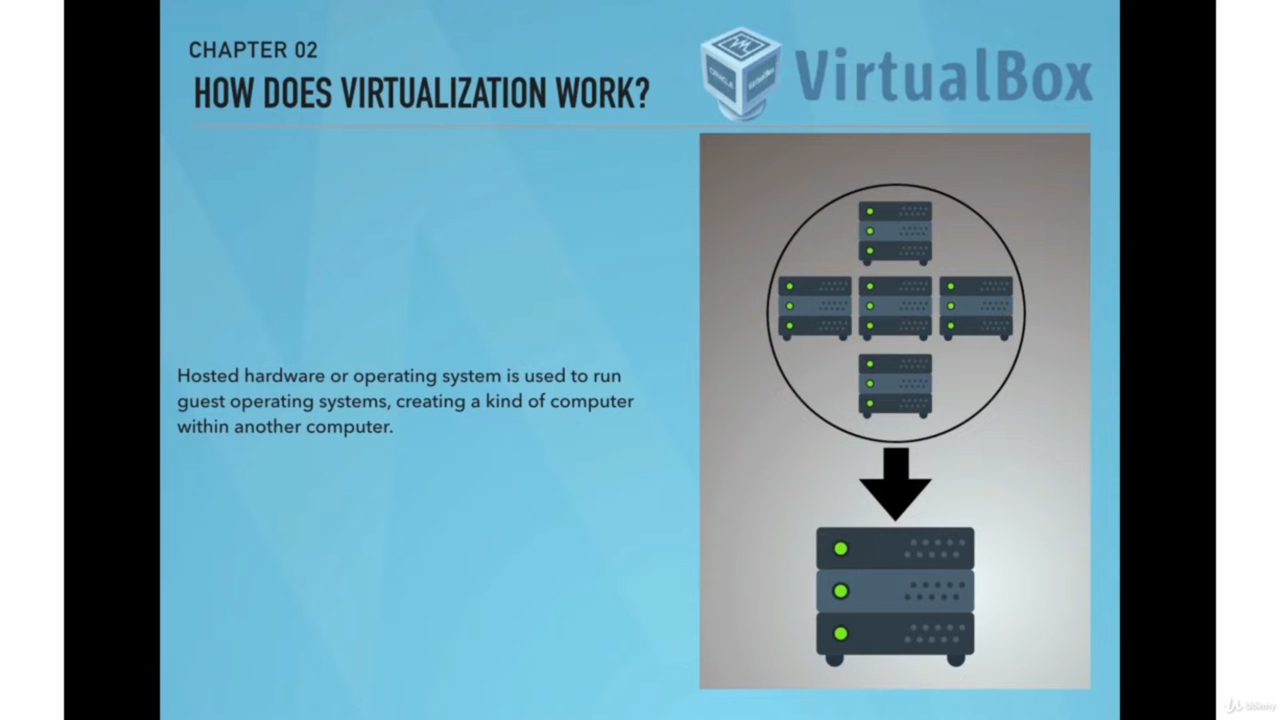 CHAPTER 02
HOW DOES VIRTUALIZATION WORK?
VirtualBox
Hosted hardware or operating system is used to run
guest operating systems, creating a kind of computer
within another computer.
Udemy